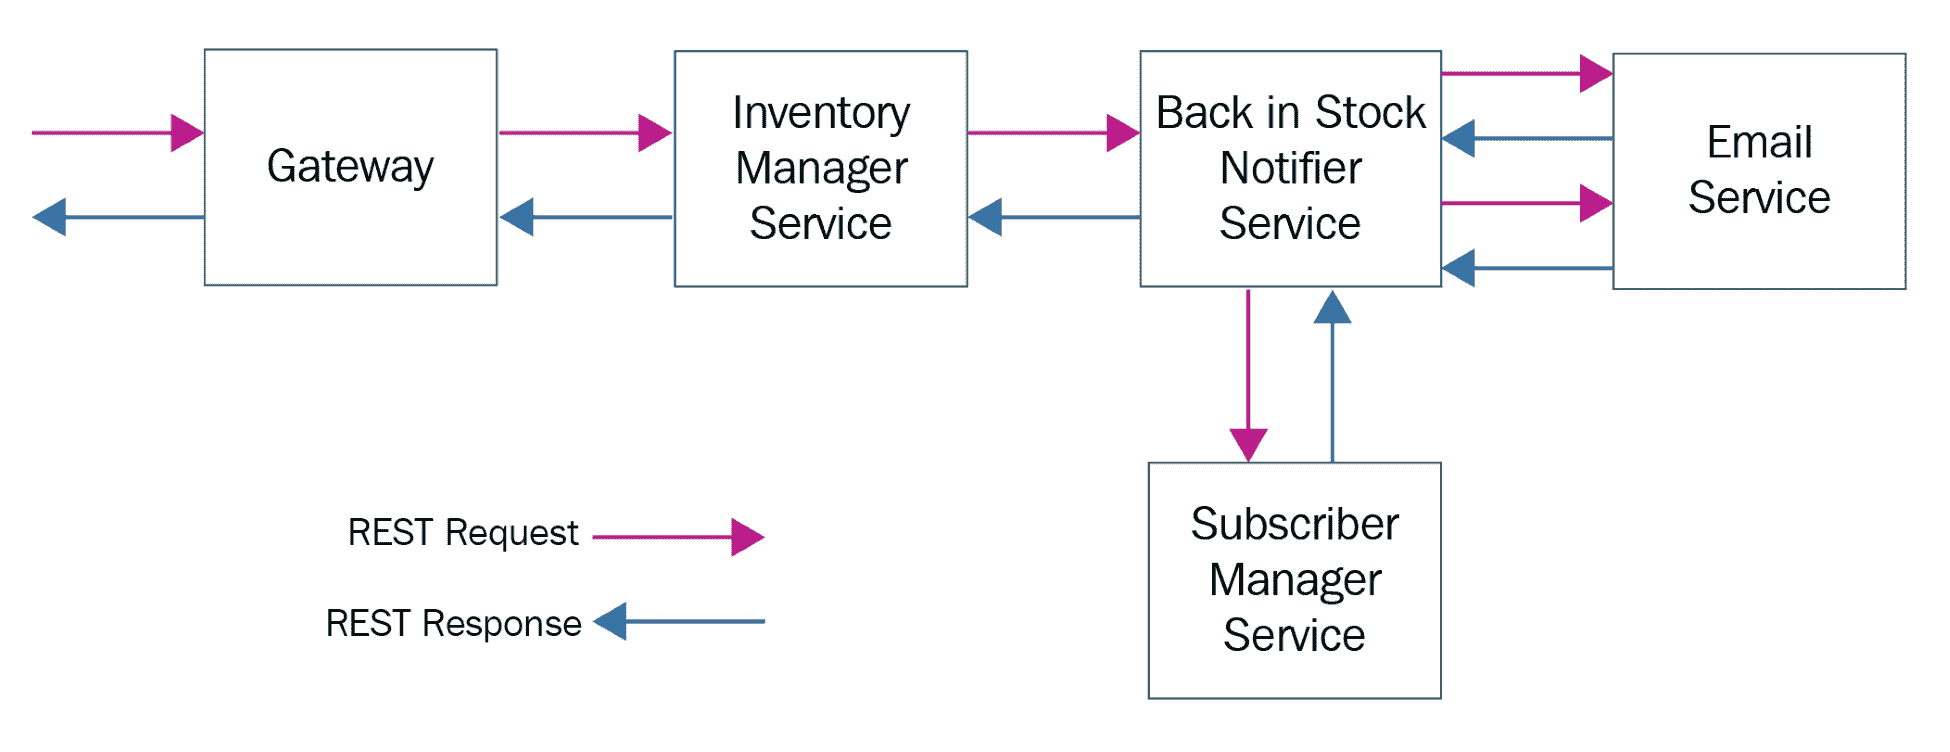 Gateway
Inventory
Manager
Service
Back in Stock
Notifier
Service
Email
Service
Subscriber
Manager
Service
REST Request
REST Response